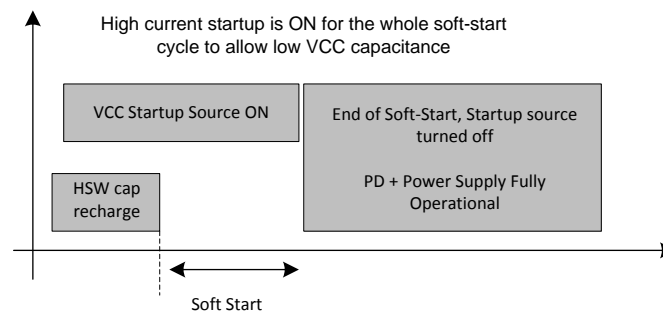 High current startup is ON for the whole soft-start
cycle to allow low VCC capacitance
VCC Startup Source ON
End of Soft-Start, Startup source
turned off
PD + Power Supply Fully
Operational
HSW cap
recharge
Soft Start